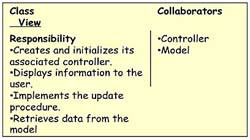 Class
Collaborators
View
Responsibility
•Creates and initializes its
associated controller.
•Displays information to the
user.
•Implements the update
procedure.
•Retrieves data from the
model
•Controller
•Model